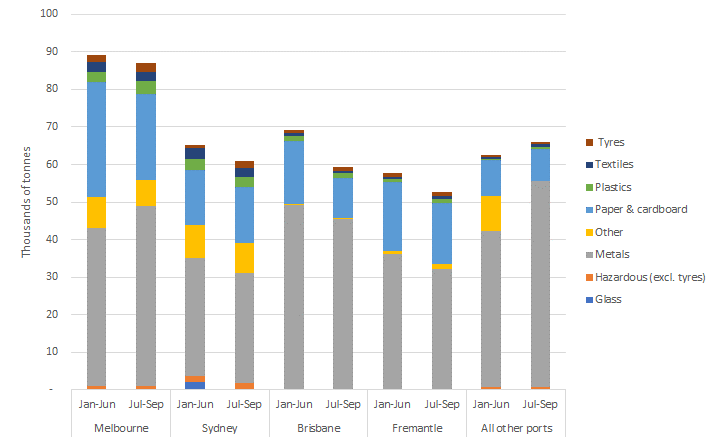 100
90
80
70
60
50
40
30
20
10
-
Thousands of tonnes
Jan-Jun Jul-Sep Jan-Jun Jul-Sep Jan-Jun Jul-Sep Jan-Jun Jul-Sep Jan-Jun Jul-Sep
Melbourne Sydney Brisbane Fremantle All other ports
Tyres
Textiles
Plastics
Paper & cardboard
Other
Metals
Hazardous (excl. tyres)
Glass